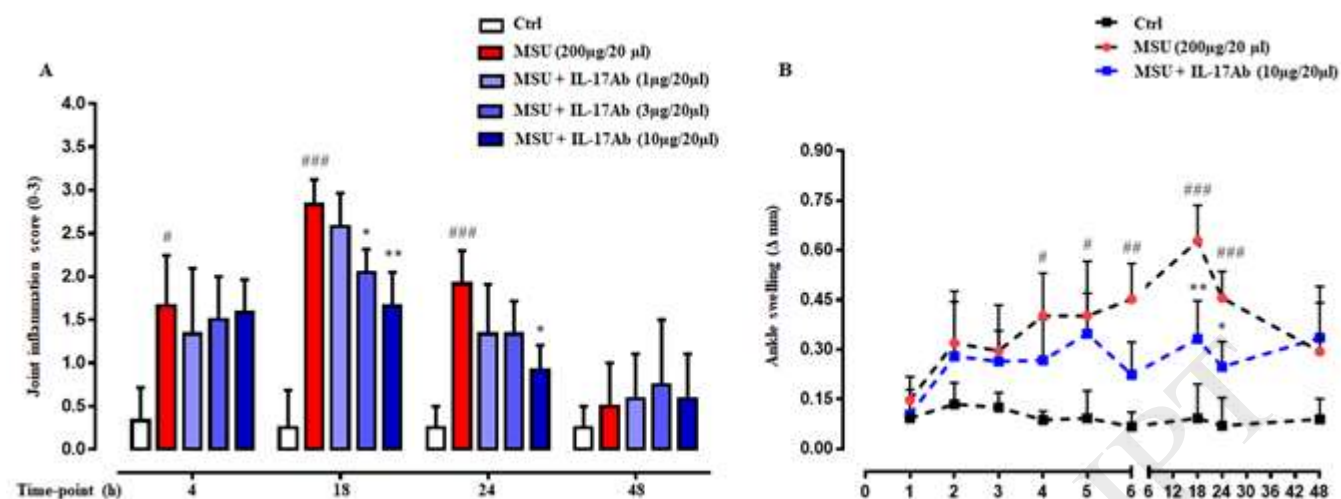 Ctrl
MSU (200µg/20 µl)
MSU + IL-17Ab (1µg/20µl)
MSU + IL-17Ab (3µg/20µl)
MSU + IL-17Ab (10µg/20µl)
A
Joint inflammation score (0-3)
4.0
3.5
3.0
2.5
2.0
1.5
1.0
0.5
0.0
#
###
*
**
###
*
Time-point (h)
4 18 24 48
Ctrl
MSU (200µg/20 µl)
MSU + IL-17Ab (10µg/20µl)
B
Ankle swelling (Δ mm)
0.90
0.75
0.60
0.45
0.30
0.15
0.00
#
#
##
###
###
**
*
0 1 2 3 4 5 6 6 12 18 24 30 36 42 48
IPT